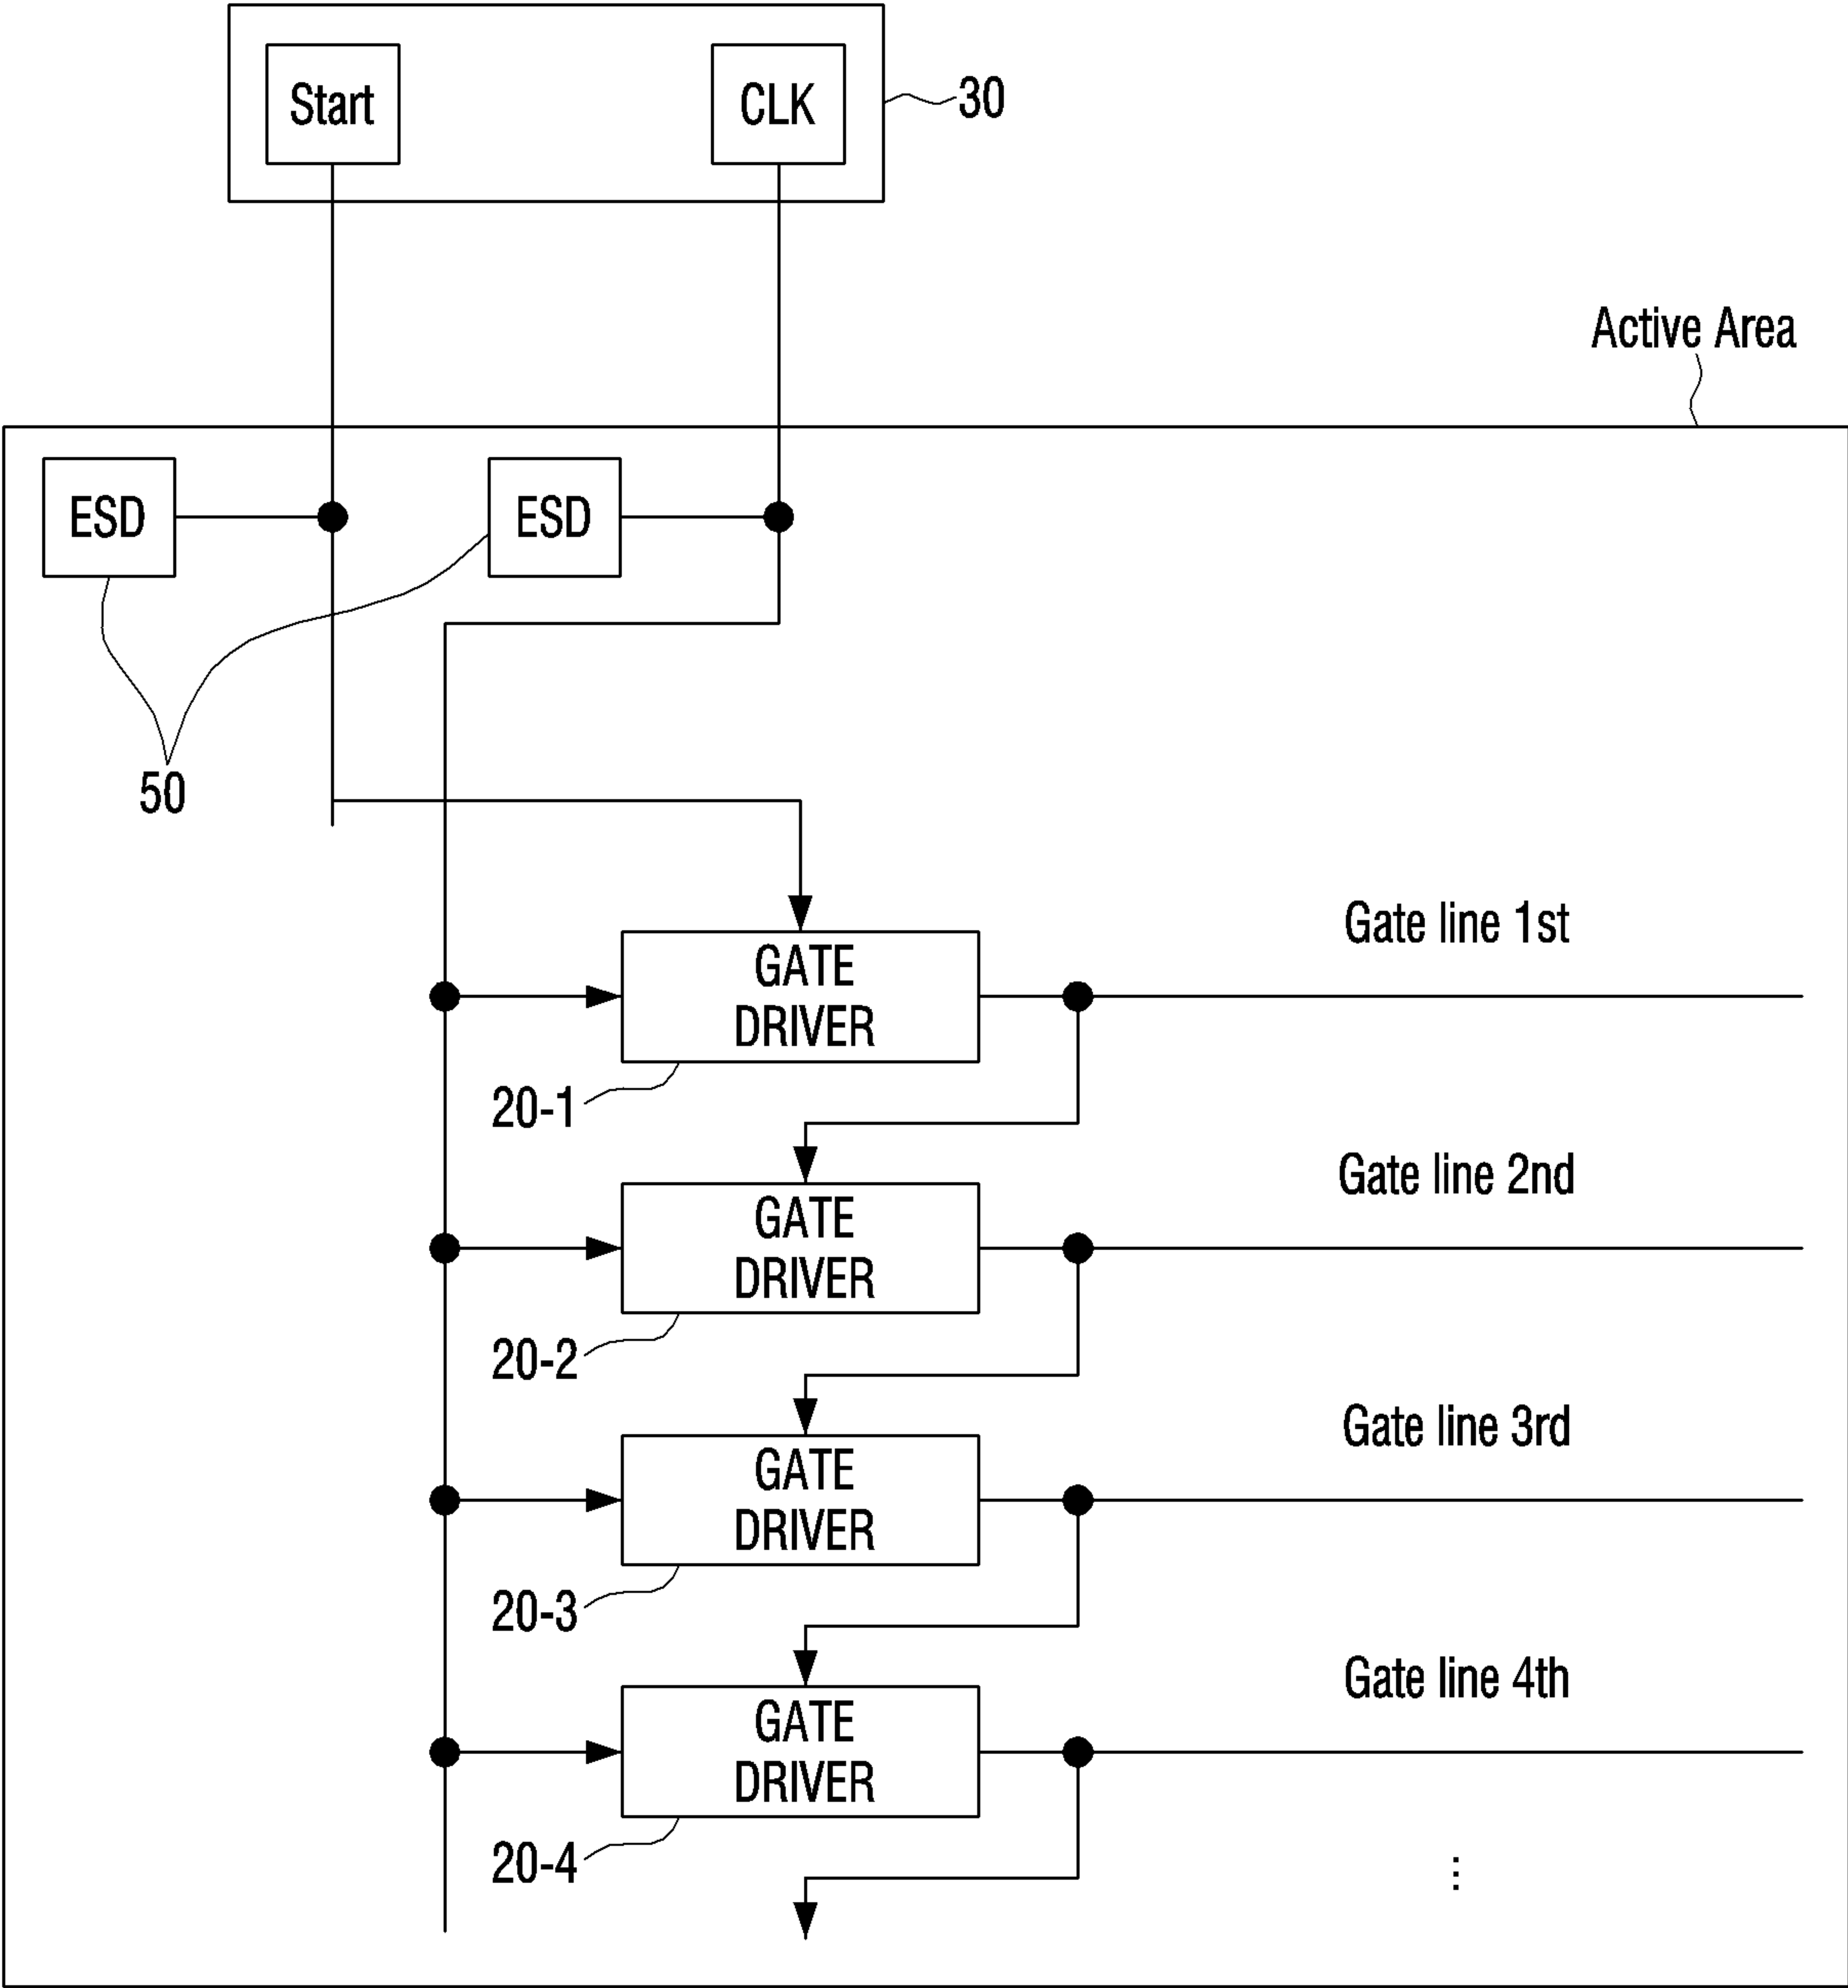 Start
CLK
30
Active Area
ESD
ESD
50
Gate line 1st
GATE
DRIVER
20-1
Gate line 2nd
GATE
DRIVER
20-2
Gate line 3rd
GATE
DRIVER
20-3
Gate line 4th
GATE
DRIVER
20-4
⋮